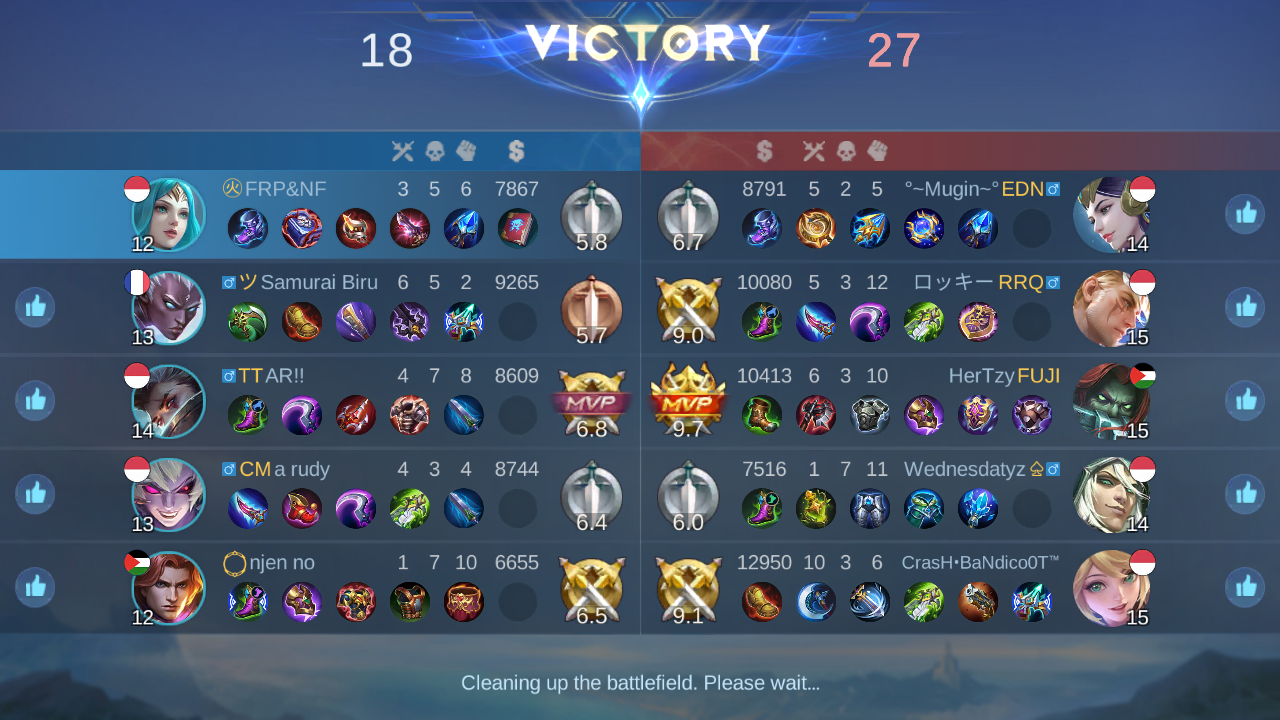 18 VICTORY 27
㊋FRP&NF 3 5 6 7867
12 5.8
8791 5 2 5 °~Mugin~°EDN♂
6.7 14
♂ツSamurai Biru 6 5 2 9265
13 5.7
10080 5 3 12 ロッキーRRQ♂
9.0 15
♂TTAR!! 4 7 8 8609
14 MVP 6.8
10413 6 3 10 HerTzyFUJI
MVP 9.7 15
♂CMa rudy 4 3 4 8744
13 6.4
7516 1 7 11 Wednesdatyz♤♂
6.0 14
njen no 1 7 10 6655
12 6.5
12950 10 3 6 CrasH•BaNdico0T™
9.1 15
Cleaning up the battlefield. Please wait...